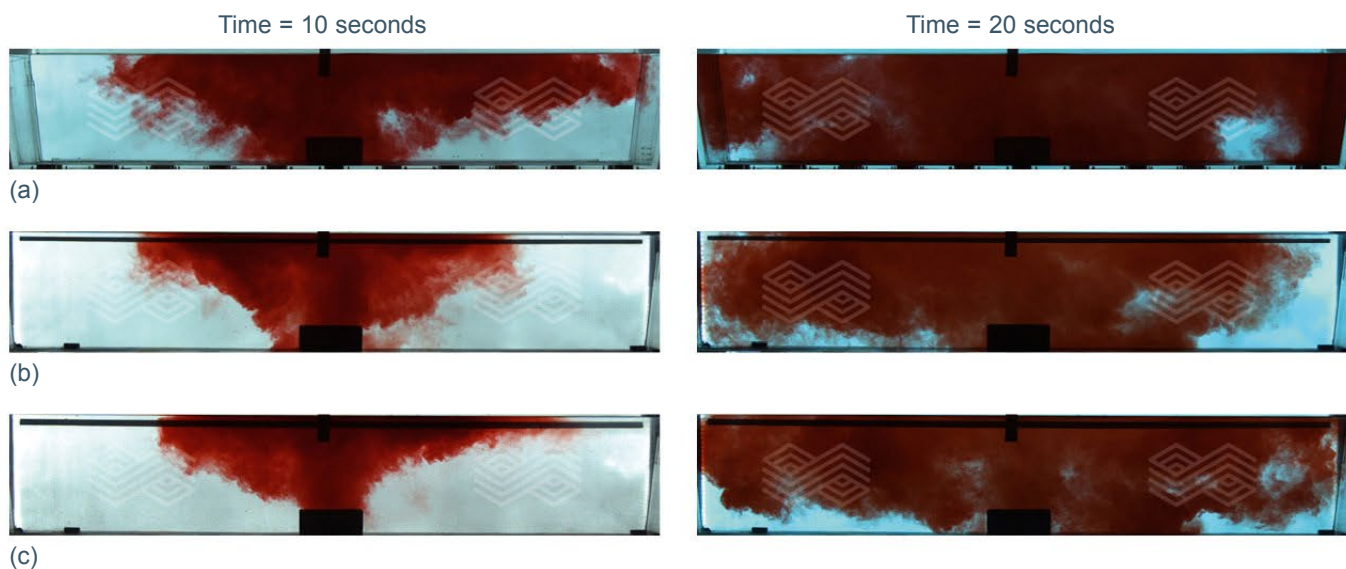 Time = 10 seconds
Time = 20 seconds
(a)
(b)
(c)